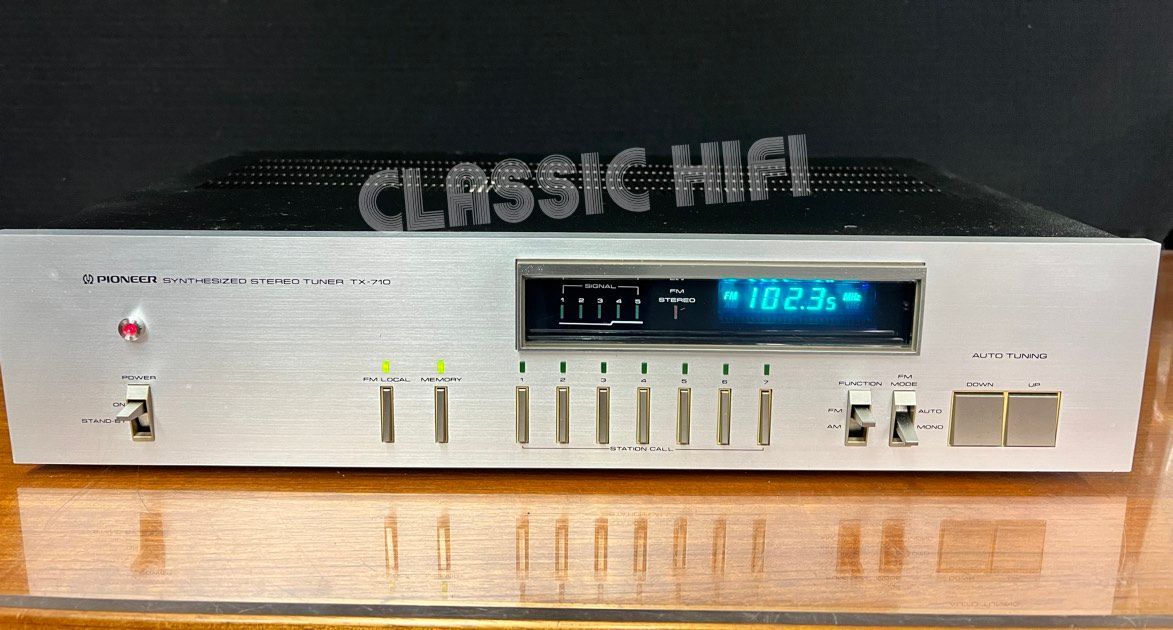 CLASSIC HIFI
PIONEER SYNTHESIZED STEREO TUNER TX-710
SIGNAL
1 2 3 4 5
FM
STEREO
FM 102.35 MHz
POWER
ON
STAND-BY
FM LOCAL
MEMORY
1 2 3 4 5 6 7
STATION CALL
FUNCTION
FM
AM
FM
MODE
AUTO
MONO
AUTO TUNING
DOWN
UP